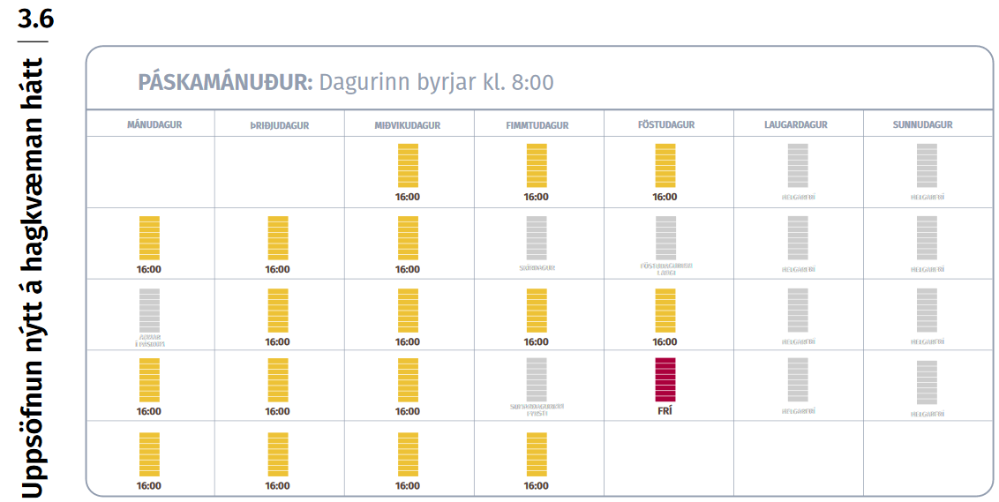 3.6
Uppsöfnun nýtt á hagkvæman hátt
PÁSKAMÁNUÐUR: Dagurinn byrjar kl. 8:00
MÁNUDAGUR ÞRIÐJUDAGUR MIÐVIKUDAGUR FIMMTUDAGUR FÖSTUDAGUR LAUGARDAGUR SUNNUDAGUR
16:00 16:00 16:00 HELGARFRÍ HELGARFRÍ
16:00 16:00 16:00 SKÍRDAGUR FÖSTUDAGURINN HELGARFRÍ HELGARFRÍ
LANGI
16:00 16:00 16:00 16:00 HELGARFRÍ HELGARFRÍ
ANNAR
Í PÁSKUM
16:00 16:00 16:00 SUMARDAGURINN FRÍ HELGARFRÍ HELGARFRÍ
FYRSTI
16:00 16:00 16:00 16:00